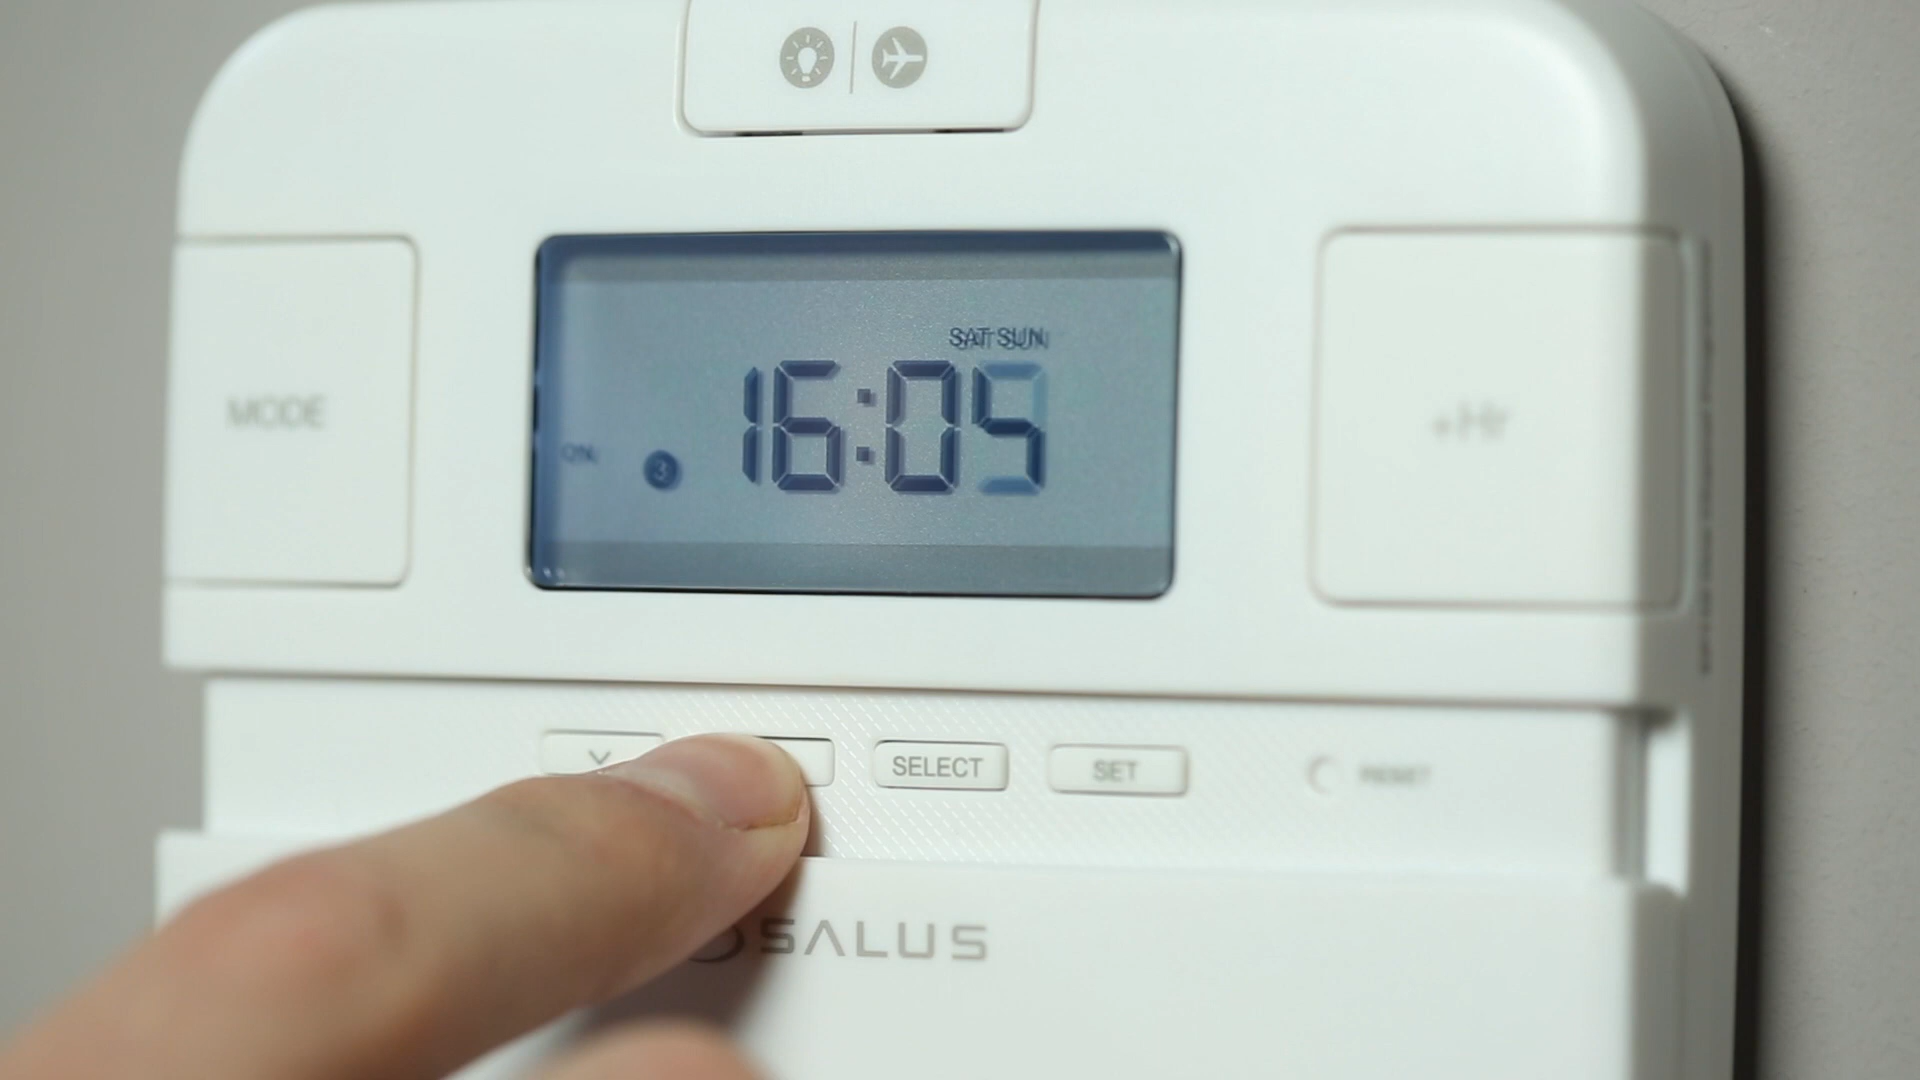 SAT SUN
16:05
ON
3
MODE
+Hr
SELECT
SET
RESET
SALUS